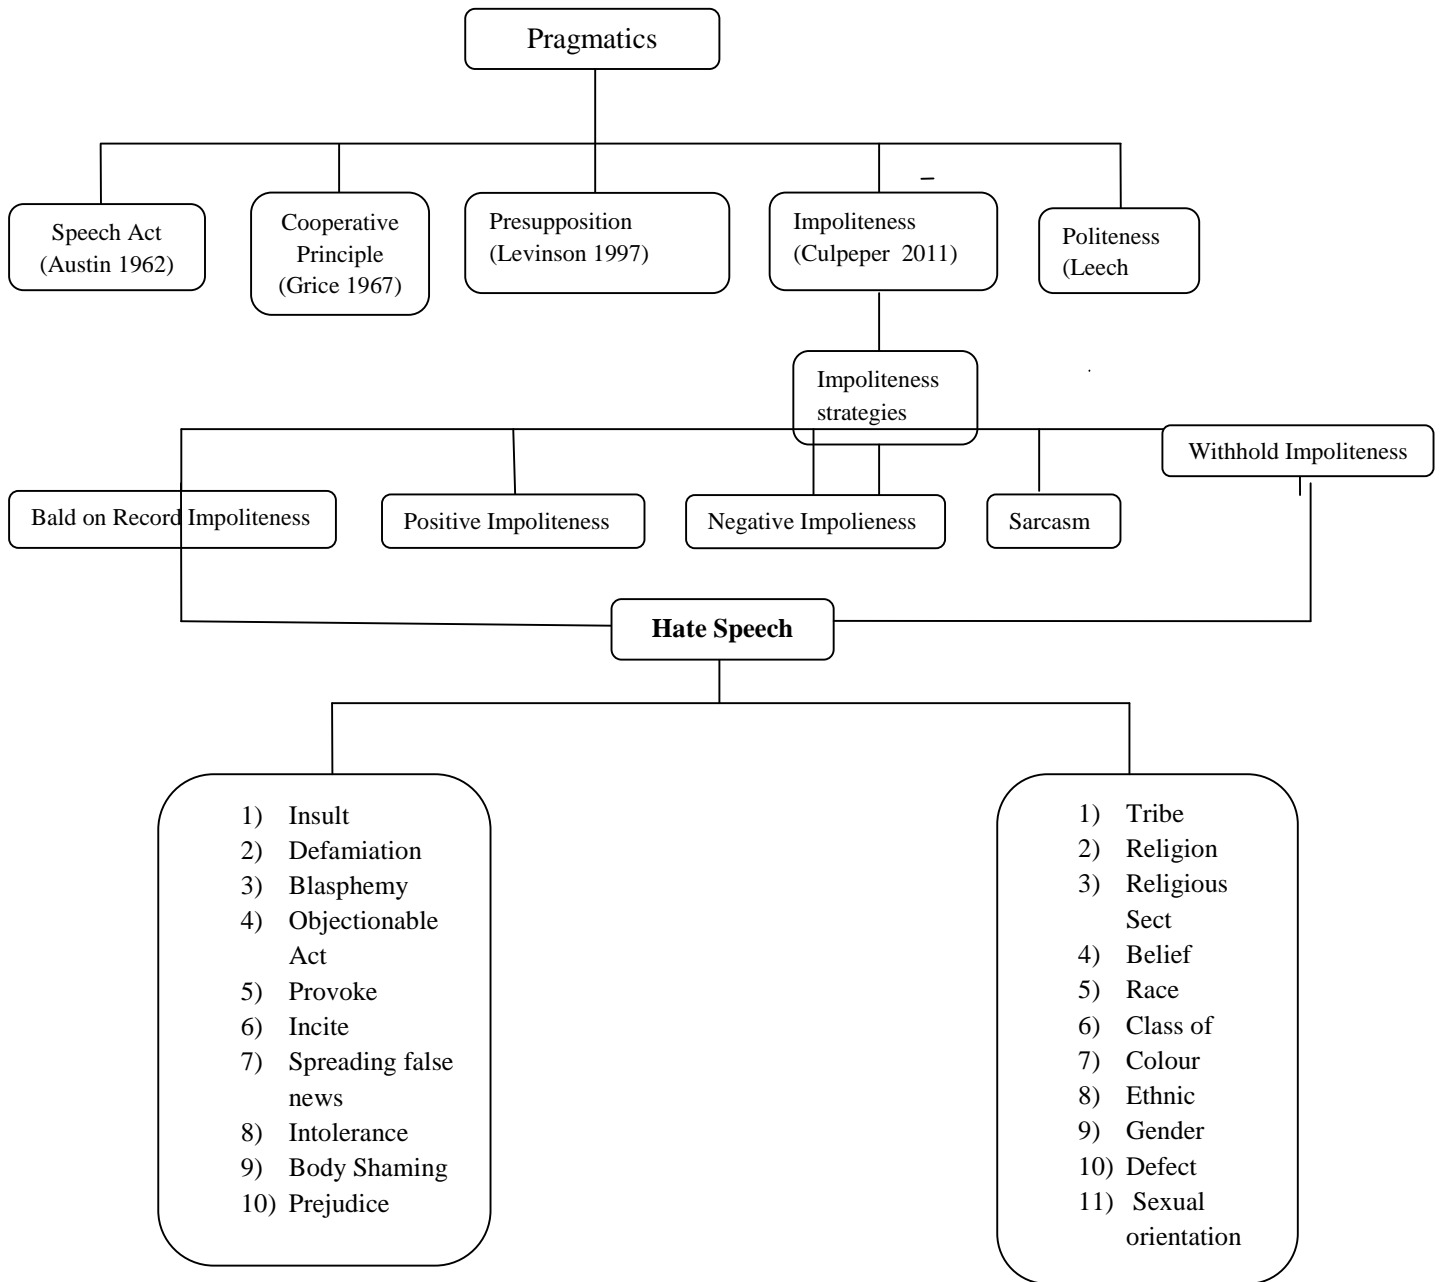 Pragmatics
Speech Act
(Austin 1962)
Cooperative
Principle
(Grice 1967)
Presupposition
(Levinson 1997)
Impoliteness
(Culpeper  2011)
Politeness
(Leech
Impoliteness
strategies
Bald on Record Impoliteness
Positive Impoliteness
Negative Impolieness
Sarcasm
Withhold Impoliteness
Hate Speech
1) Insult
2) Defamiation
3) Blasphemy
4) Objectionable
Act
5) Provoke
6) Incite
7) Spreading false
news
8) Intolerance
9) Body Shaming
10) Prejudice
1) Tribe
2) Religion
3) Religious
Sect
4) Belief
5) Race
6) Class of
7) Colour
8) Ethnic
9) Gender
10) Defect
11) Sexual
orientation